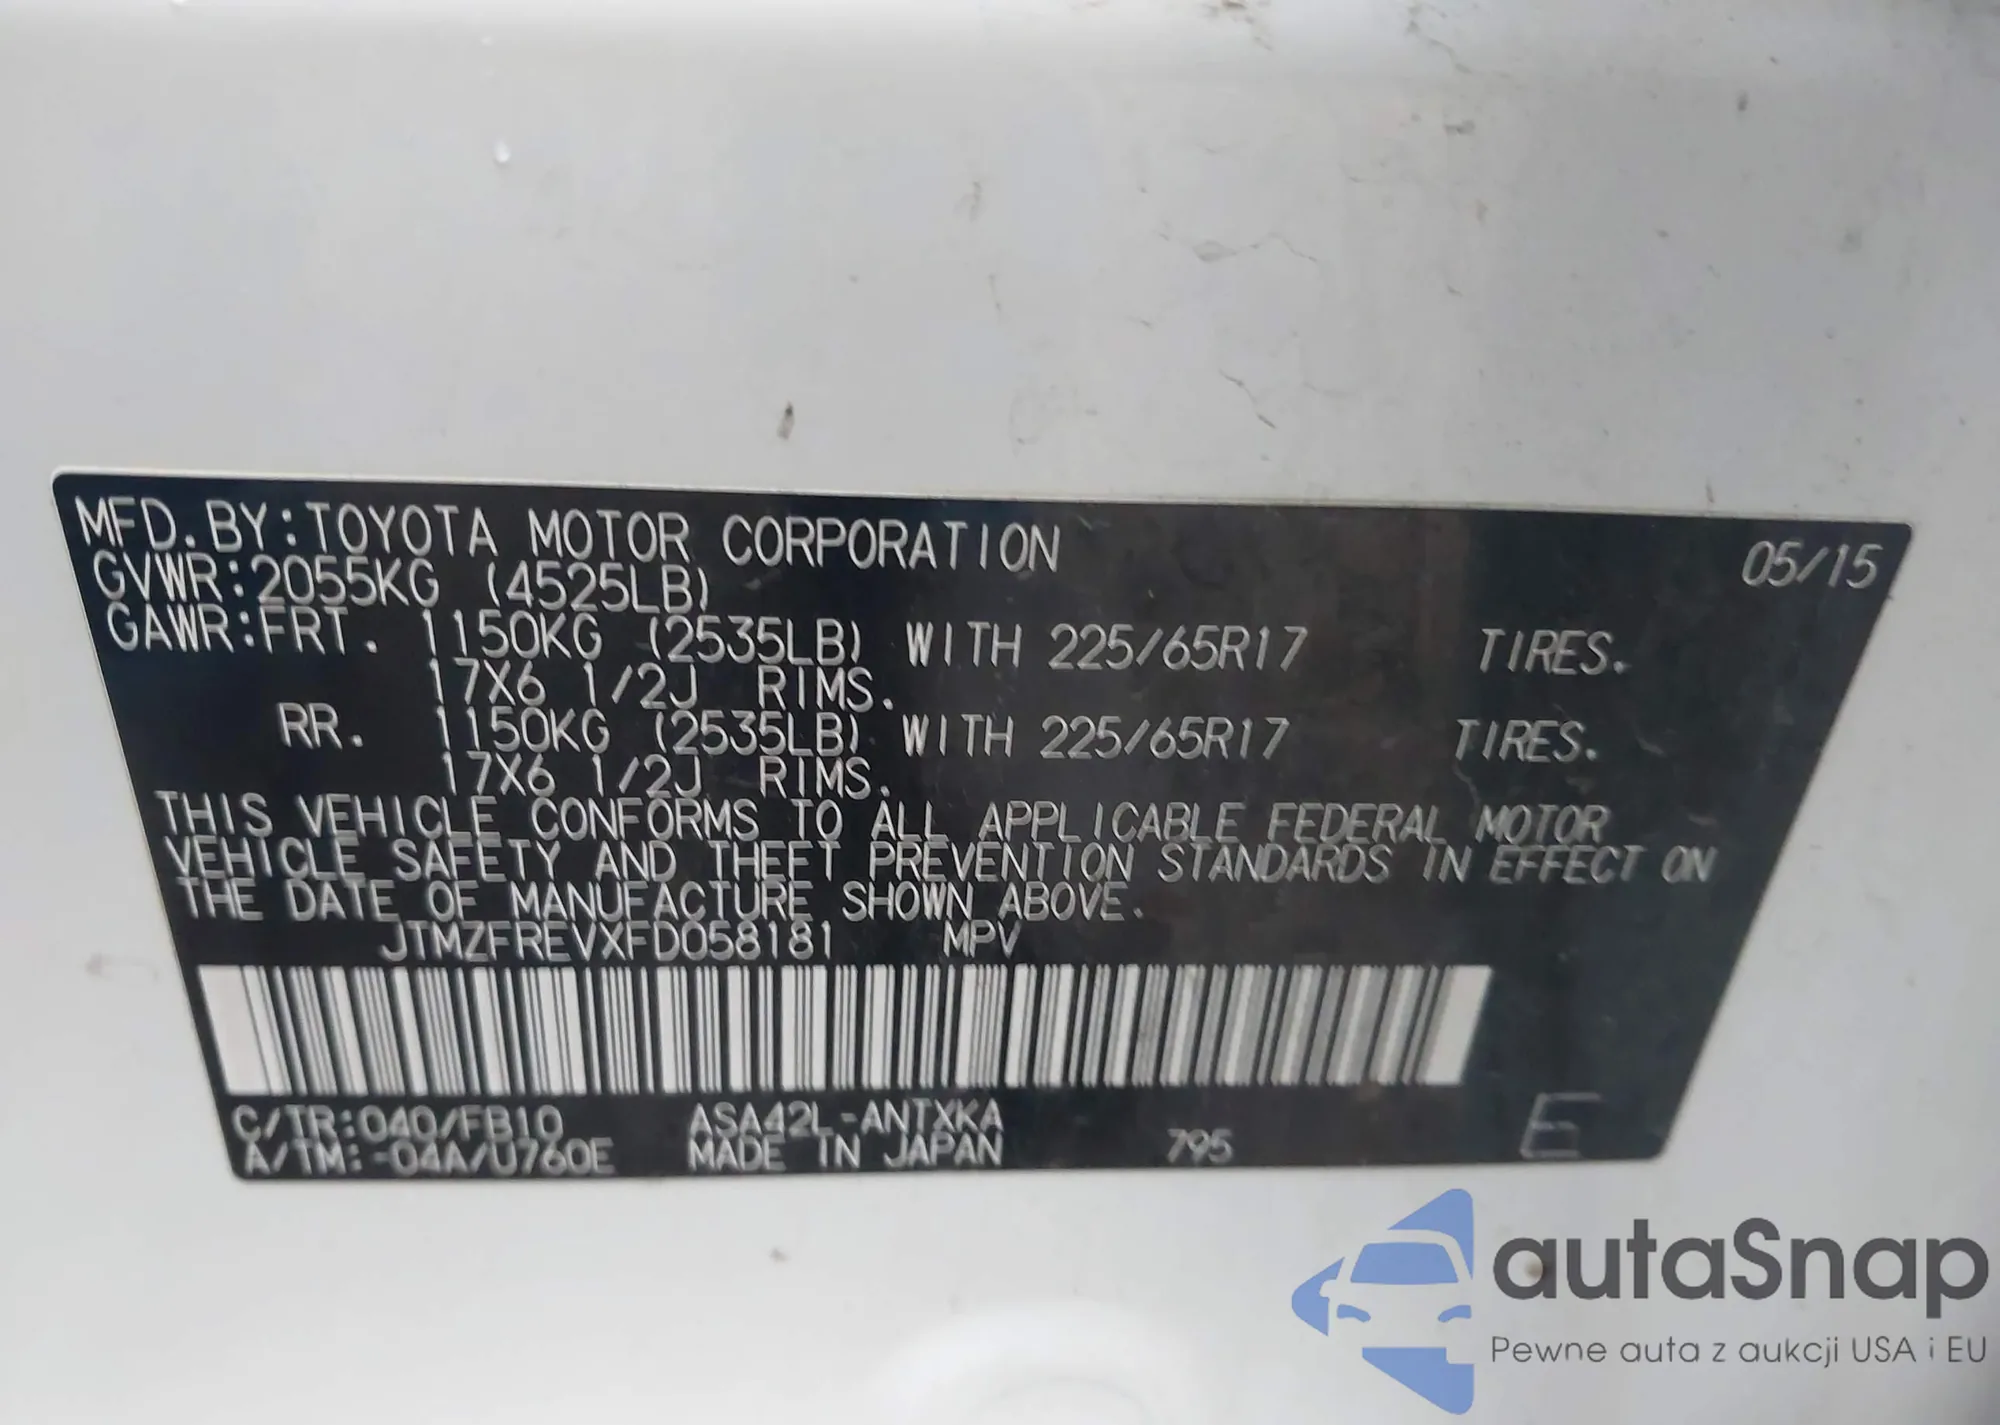 MFD. BY: TOYOTA MOTOR CORPORATION 05/15
GVWR: 2055KG (4525LB)
GAWR: FRT. 1150KG (2535LB) WITH 225/65R17 TIRES.
17X6 1/2J RIMS.
RR. 1150KG (2535LB) WITH 225/65R17 TIRES.
17X6 1/2J RIMS.
THIS VEHICLE CONFORMS TO ALL APPLICABLE FEDERAL MOTOR
VEHICLE SAFETY AND THEFT PREVENTION STANDARDS IN EFFECT ON
THE DATE OF MANUFACTURE SHOWN ABOVE.
JTMZFREVXFD058181 MPV
C/TR: 040/FB10 ASA42L-ANTXKA
A/TM: -04A/U760E MADE IN JAPAN 795 E
autaSnap
Pewne auta z aukcji USA i EU